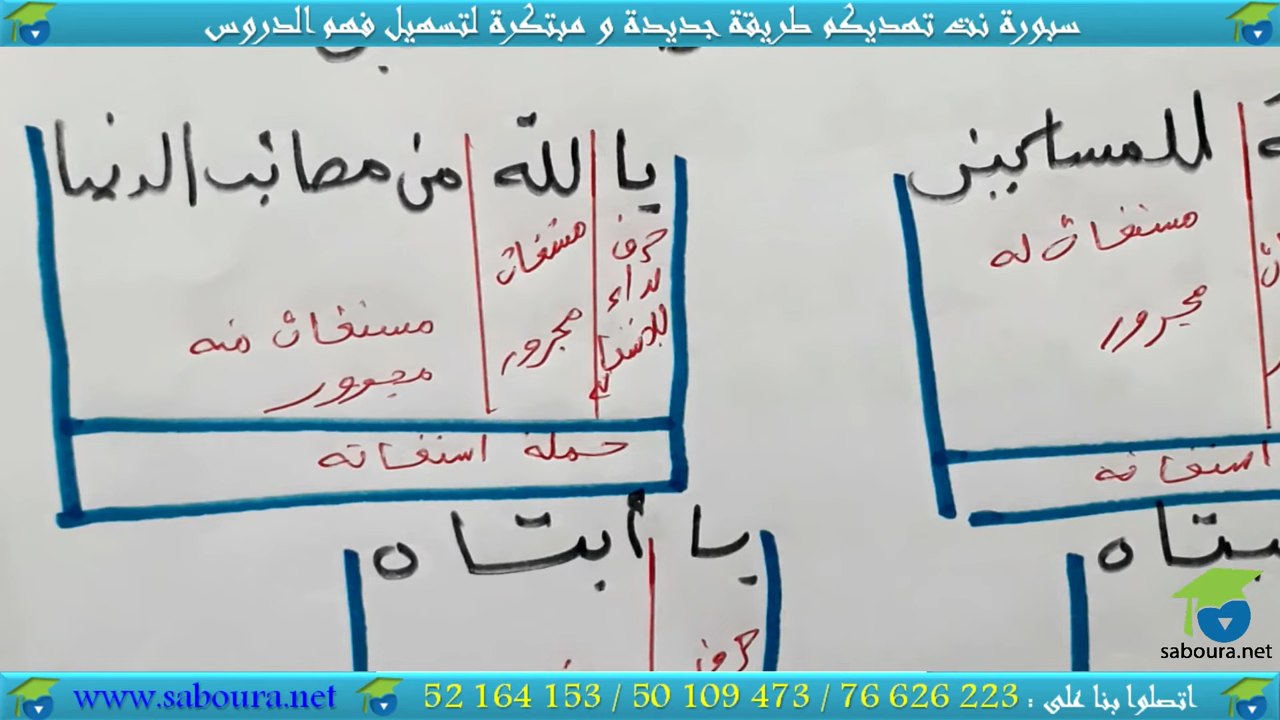 سبورة نت تهديكم طريقة جديدة و مبتكرة لتسهيل فهم الدروس
للمساكين
مستغاث له
مجرور
استغاثة
يا لله من مصائب الدنيا
حرف نداء للاستغاثة
مستغاث
مجرور
مستغاث منه
مجرور
جملة استغاثة
يا أبتاه
حرف
saboura.net
اتصلوا بنا على : 52 164 153 / 50 109 473 / 76 626 223
www.saboura.net